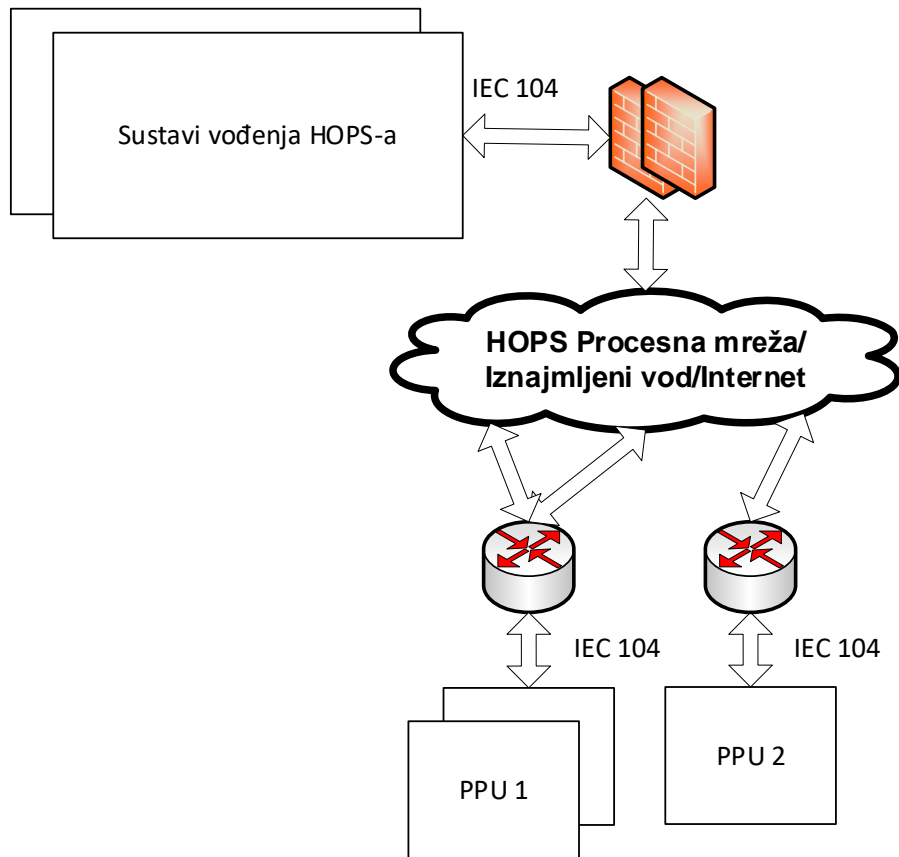 IEC 104
Sustavi vođenja HOPS-a
HOPS Procesna mreža/
Iznajmljeni vod/Internet
IEC 104
IEC 104
PPU 1
PPU 2